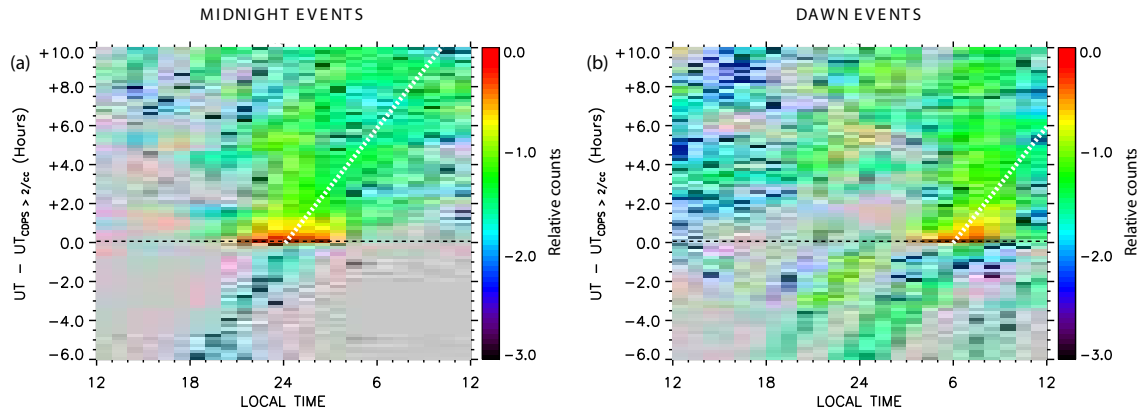 MIDNIGHT EVENTS
(a)
UT − UTCDPS > 2/cc (Hours)
+10.0
+8.0
+6.0
+4.0
+2.0
0.0
−2.0
−4.0
−6.0
12 18 24 6 12
LOCAL TIME
0.0
−1.0
−2.0
−3.0
Relative counts
DAWN EVENTS
(b)
UT − UTCDPS > 2/cc (Hours)
+10.0
+8.0
+6.0
+4.0
+2.0
0.0
−2.0
−4.0
−6.0
12 18 24 6 12
LOCAL TIME
0.0
−1.0
−2.0
−3.0
Relative counts